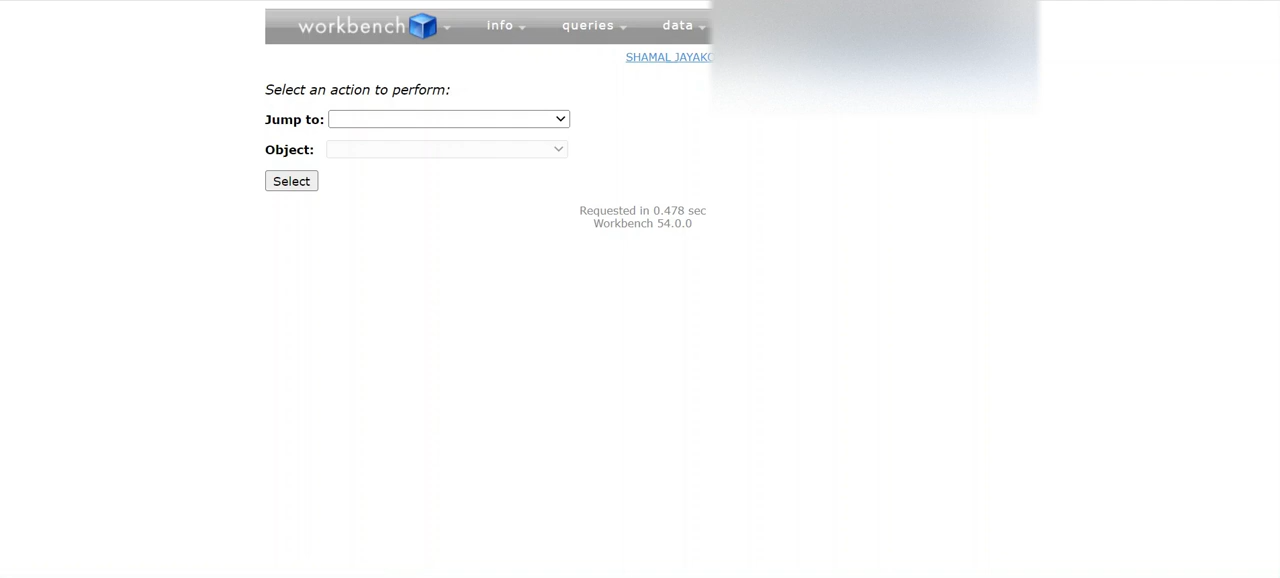 workbench info queries data
SHAMAL JAYAKO
Select an action to perform:
Jump to:
Object:
Select
Requested in 0.478 sec
Workbench 54.0.0